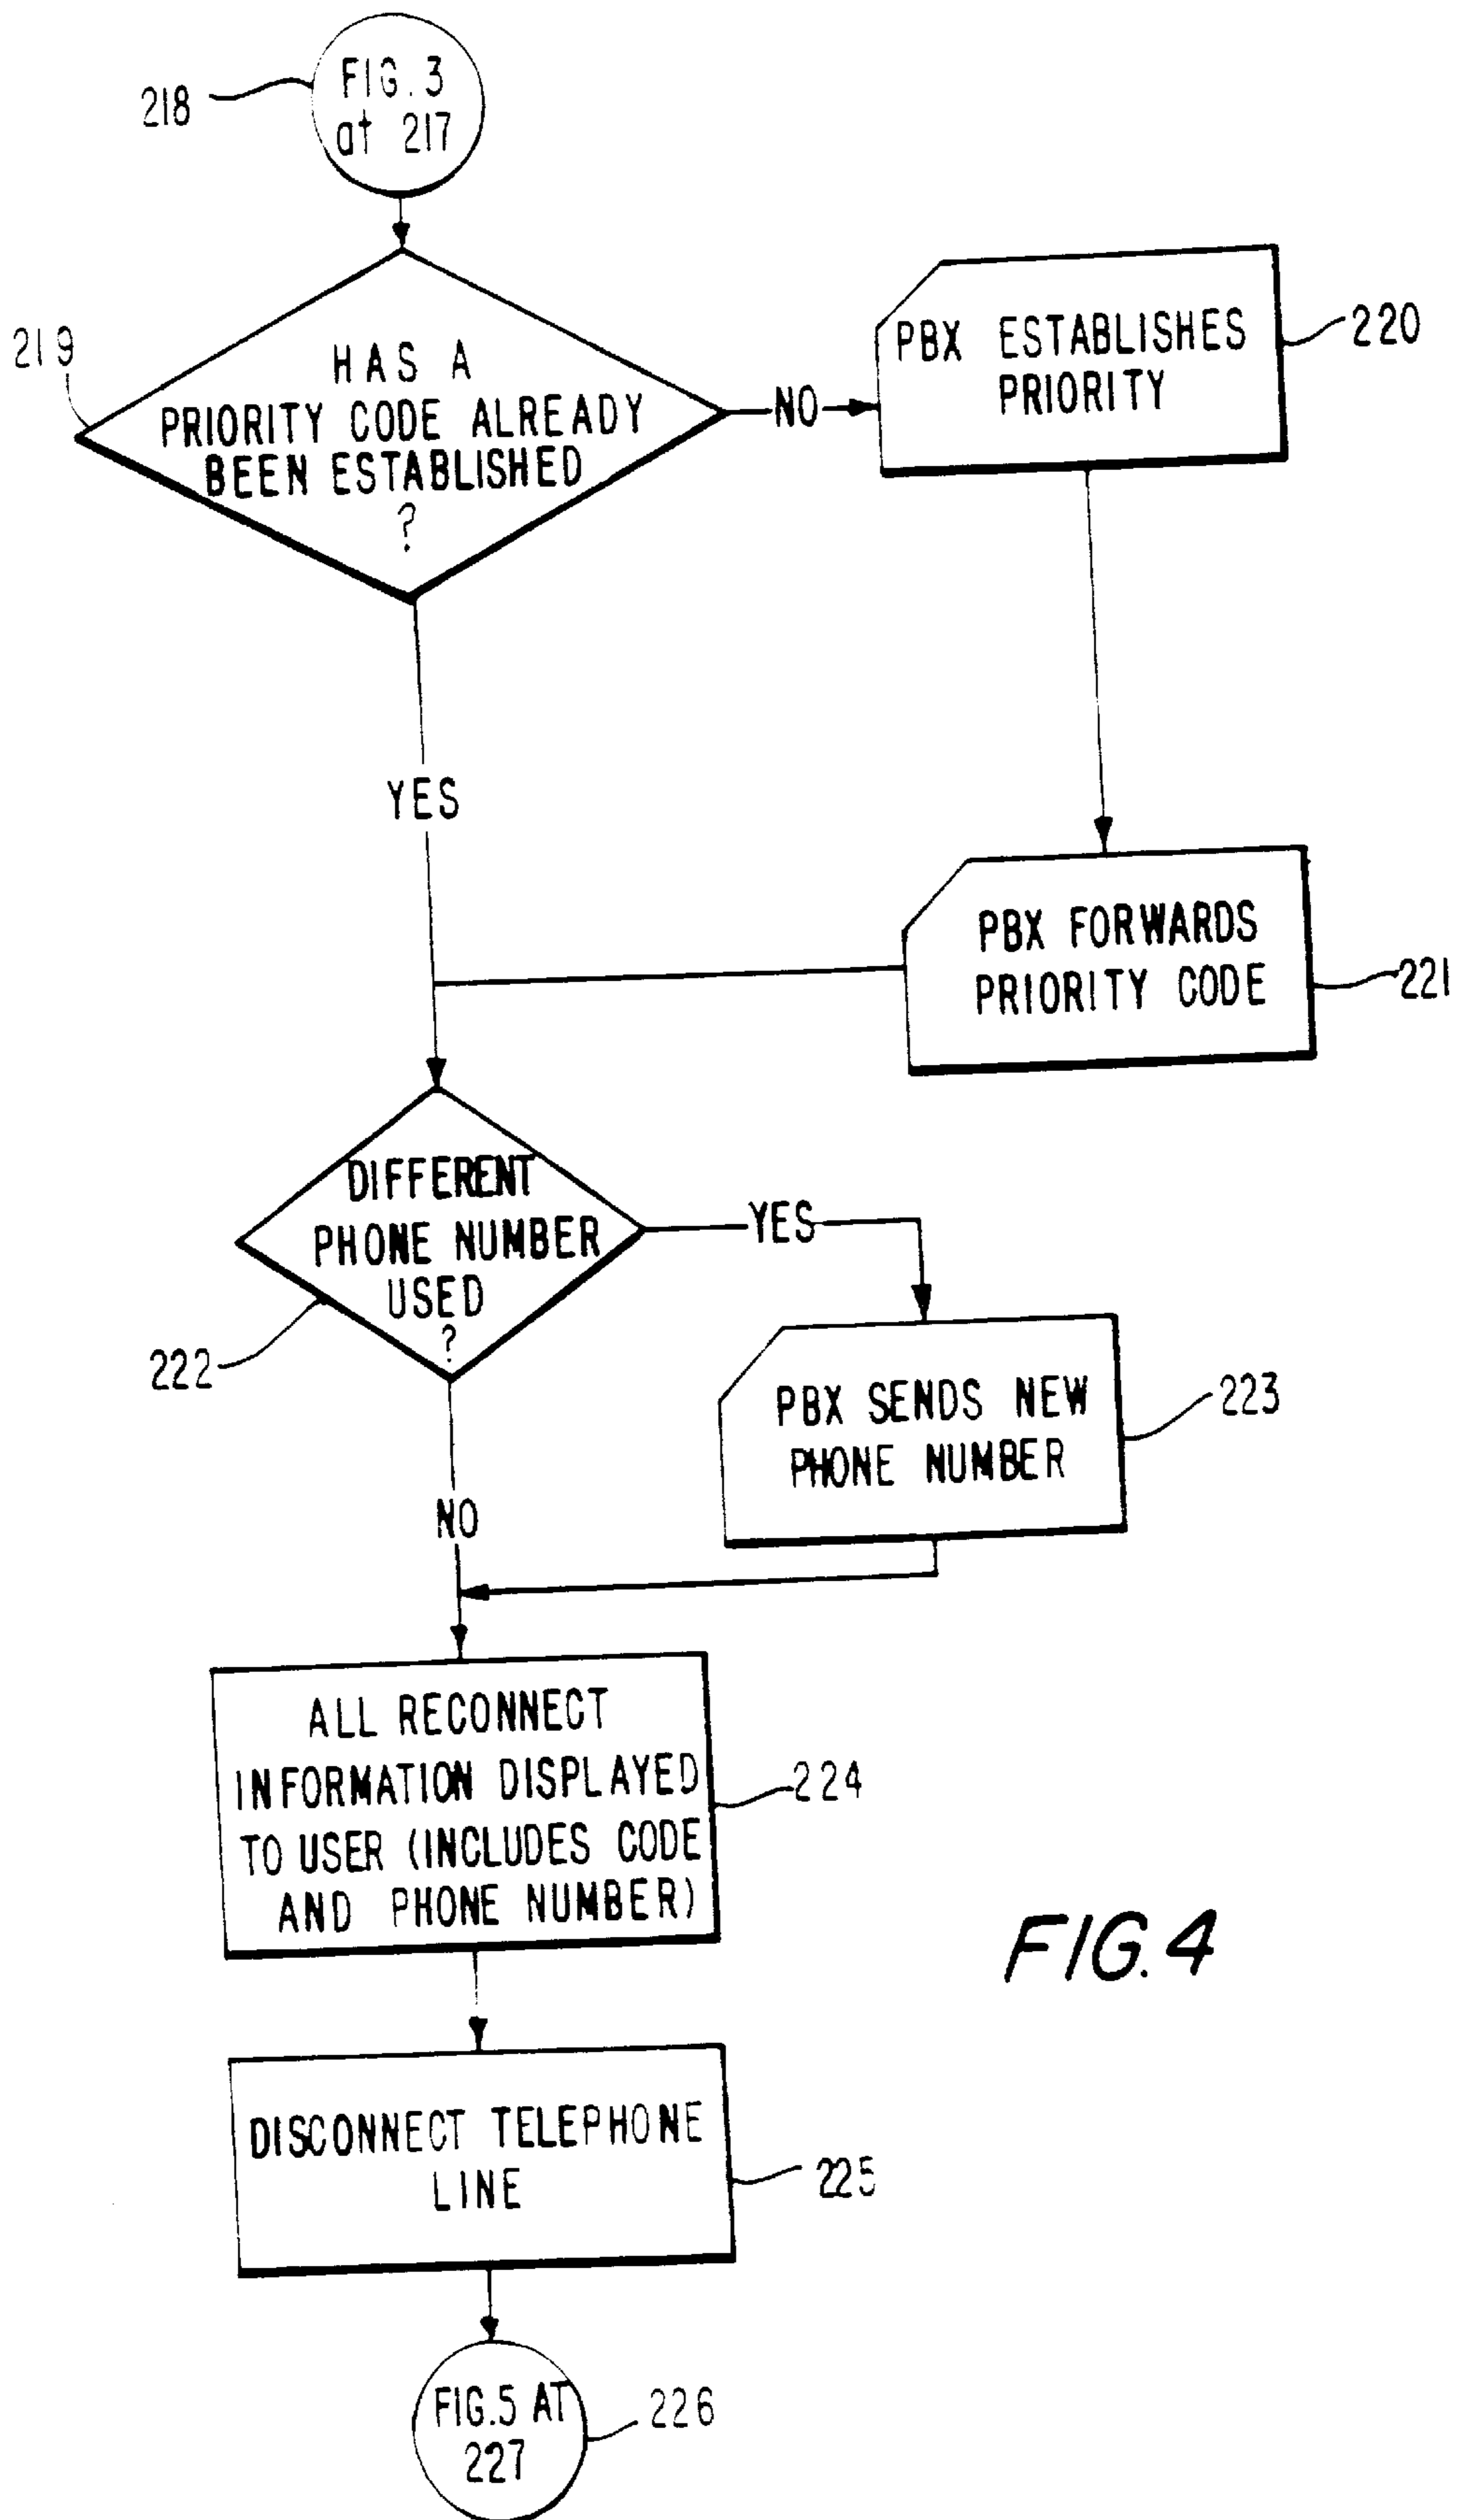 218
FIG. 3
at 217
219
HAS A
PRIORITY CODE ALREADY
BEEN ESTABLISHED
?
NO
PBX ESTABLISHES
PRIORITY
220
YES
PBX FORWARDS
PRIORITY CODE
221
DIFFERENT
PHONE NUMBER
USED
?
222
YES
PBX SENDS NEW
PHONE NUMBER
223
NO
ALL RECONNECT
INFORMATION DISPLAYED
TO USER (INCLUDES CODE
AND PHONE NUMBER)
224
FIG. 4
DISCONNECT TELEPHONE
LINE
225
FIG. 5 AT
227
226